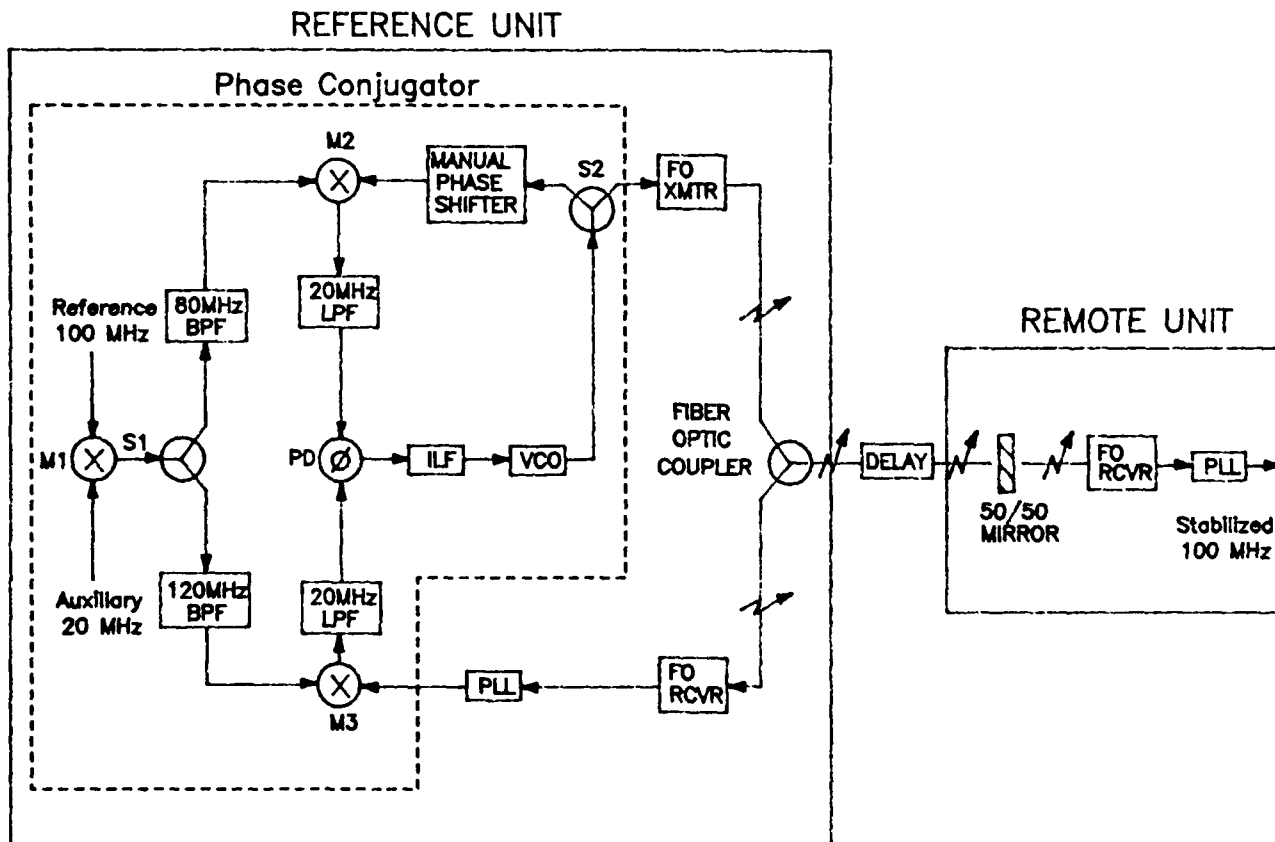 REFERENCE UNIT
Phase Conjugator
M2
MANUAL
PHASE
SHIFTER
S2
FO
XMTR
Reference
100 MHz
80MHz
BPF
20MHz
LPF
REMOTE UNIT
M1
S1
PD
Ø
ILF
VCO
FIBER
OPTIC
COUPLER
DELAY
50/50
MIRROR
FO
RCVR
PLL
Stabilized
100 MHz
Auxiliary
20 MHz
120MHz
BPF
20MHz
LPF
M3
PLL
FO
RCVR